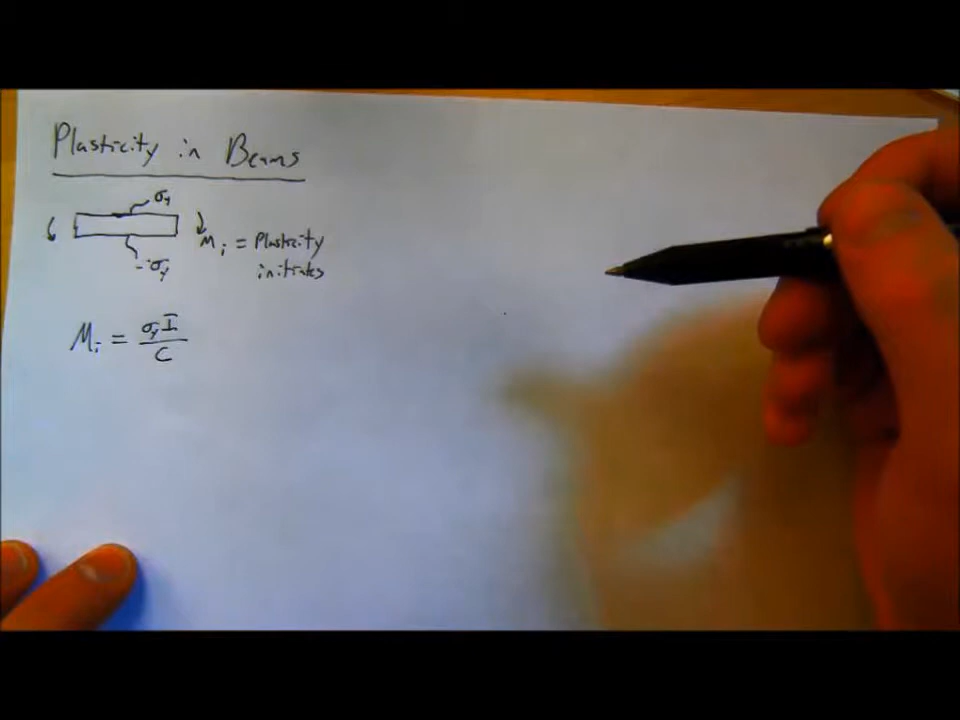 Plasticity in Beams
σy
Mi = Plasticity
initiates
-σy
Mi = σyI / C